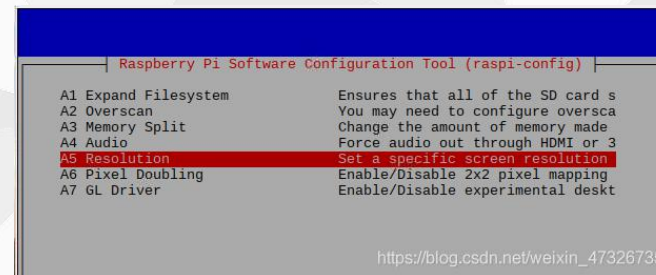 Raspberry Pi Software Configuration Tool (raspi-config)
A1 Expand Filesystem Ensures that all of the SD card s
A2 Overscan You may need to configure oversca
A3 Memory Split Change the amount of memory made
A4 Audio Force audio out through HDMI or 3
A5 Resolution Set a specific screen resolution
A6 Pixel Doubling Enable/Disable 2x2 pixel mapping
A7 GL Driver Enable/Disable experimental deskt
https://blog.csdn.net/weixin_4732673